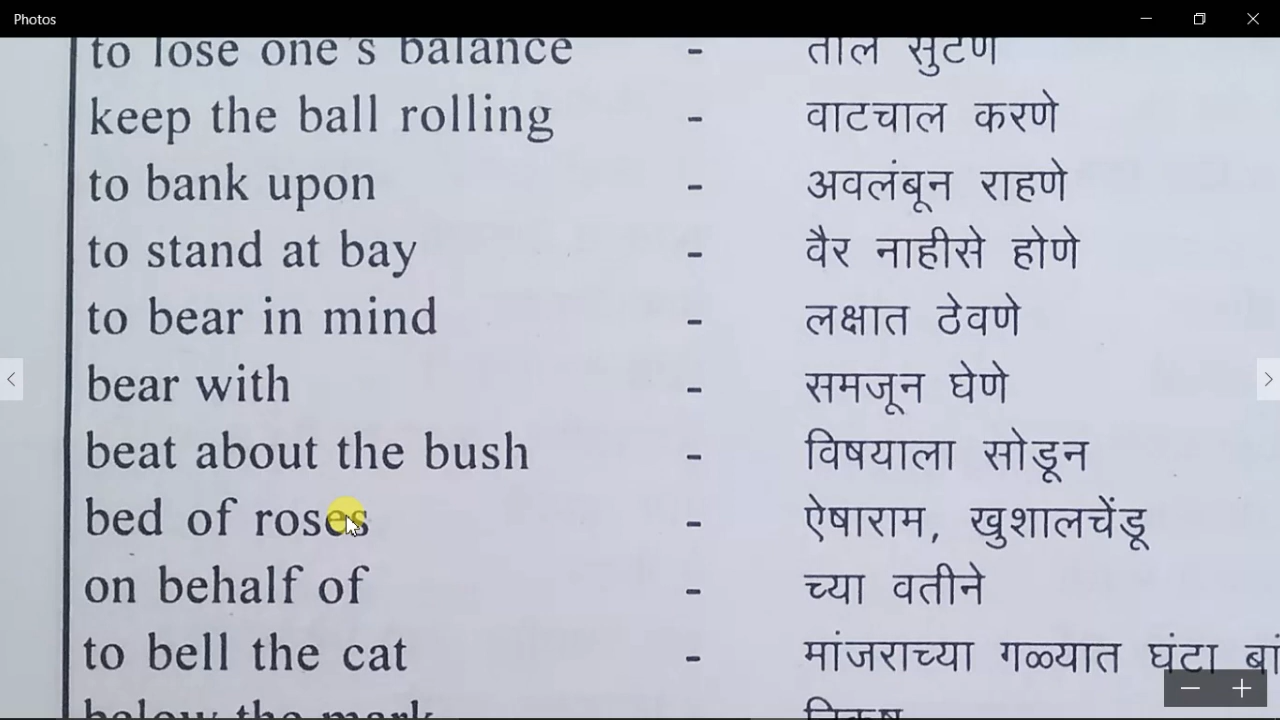 Photos
to lose one's balance - तोल सुटणे
keep the ball rolling - वाटचाल करणे
to bank upon - अवलंबून राहणे
to stand at bay - वैर नाहीसे होणे
to bear in mind - लक्षात ठेवणे
bear with - समजून घेणे
beat about the bush - विषयाला सोडून
bed of roses - ऐषाराम, खुशालचेंडू
on behalf of - च्या वतीने
to bell the cat - मांजराच्या गळ्यात घंटा
below the mark